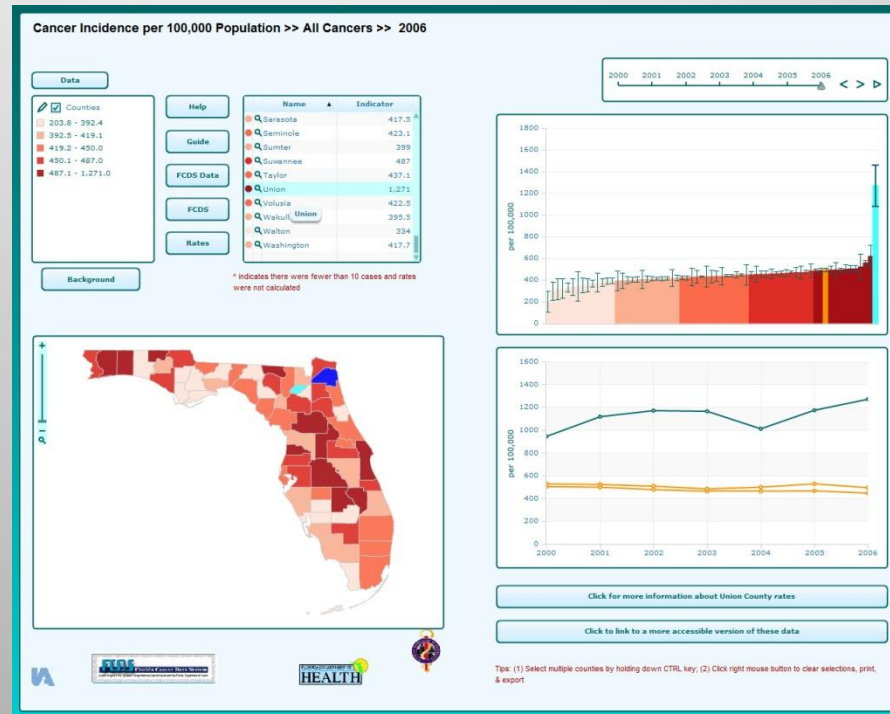 Cancer Incidence per 100,000 Population >> All Cancers >> 2006
Data
Counties
203.8 - 392.4
392.5 - 419.1
419.2 - 450.0
450.1 - 487.0
487.1 - 1,271.0
Background
Help
Guide
FCDS Data
FCDS
Rates
Name Indicator
Sarasota 417.5
Seminole 423.1
Sumter 399
Suwannee 487
Taylor 437.1
Union 1,271
Volusia 422.5
Wakull 395.5
Union
Walton 334
Washington 417.7
^ indicates there were fewer than 10 cases and rates
were not calculated
2000 2001 2002 2003 2004 2005 2006
per 100,000
1800
1600
1400
1200
1000
800
600
400
200
0
per 100,000
1600
1400
1200
1000
800
600
400
200
0
2000 2001 2002 2003 2004 2005 2006
Click for more information about Union County rates
Click to link to a more accessible version of these data
Tips: (1) Select multiple counties by holding down CTRL key; (2) Click right mouse button to clear selections, print,
& export
FCDS Florida Cancer Data System
HEALTH